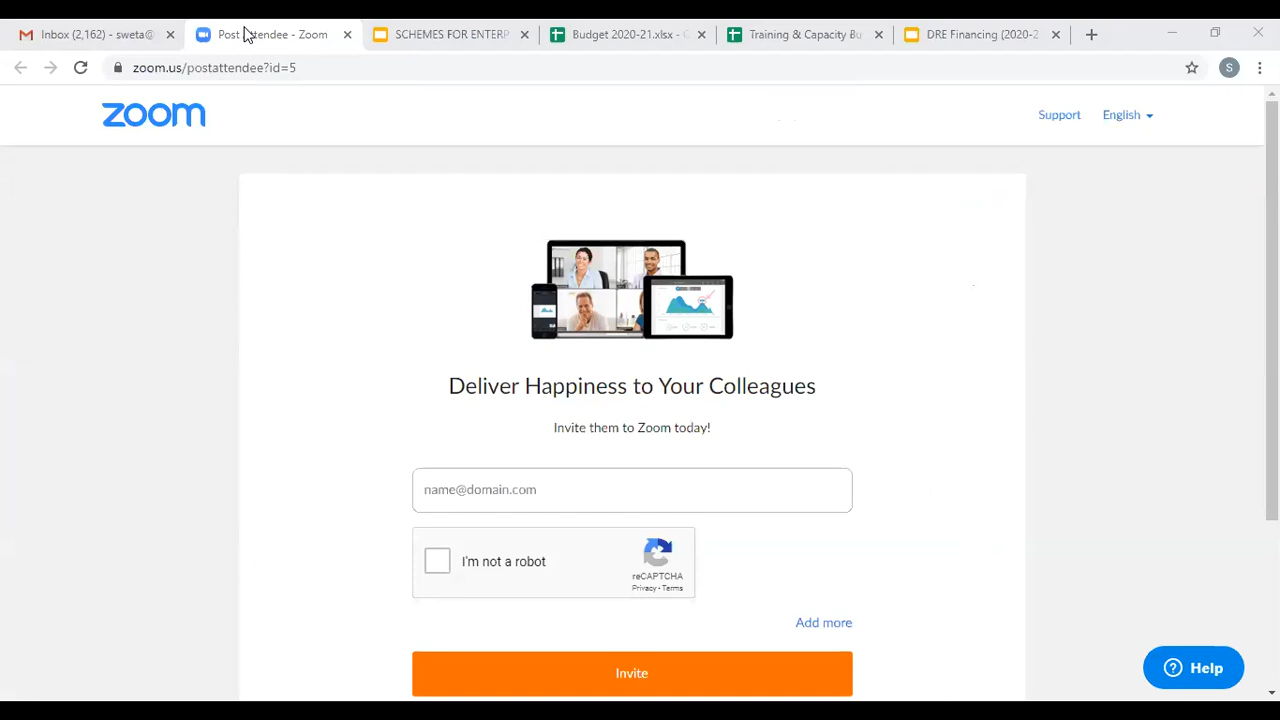 Inbox (2,162) - sweta@
Post Attendee - Zoom
SCHEMES FOR ENTERP
Budget 2020-21.xlsx - G
Training & Capacity Bu
DRE Financing (2020-2
zoom.us/postattendee?id=5
S
zoom
Support
English
Deliver Happiness to Your Colleagues
Invite them to Zoom today!
name@domain.com
I'm not a robot
reCAPTCHA
Privacy - Terms
Add more
Invite
Help